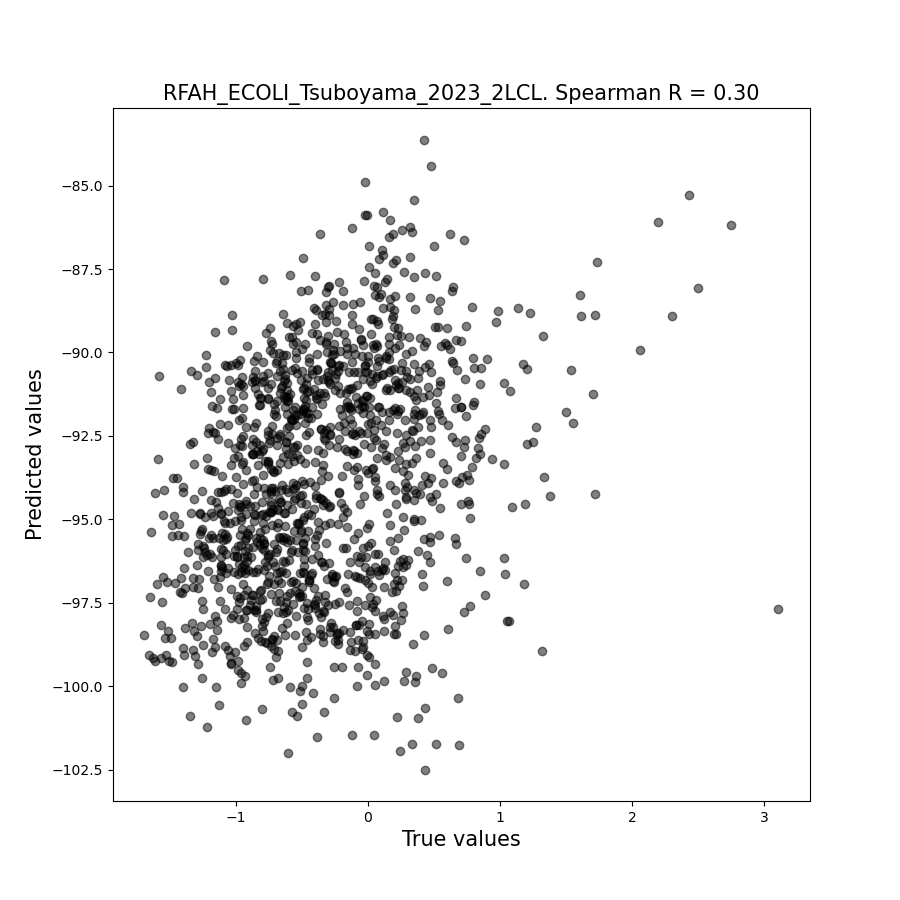 RFAH_ECOLI_Tsuboyama_2023_2LCL. Spearman R = 0.30
−85.0
−87.5
−90.0
−92.5
−95.0
−97.5
−100.0
−102.5
Predicted values
−1 0 1 2 3
True values